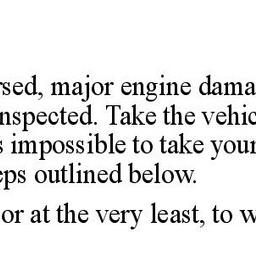 rsed, major engine dama
nspected. Take the vehic
s impossible to take your
eps outlined below.
or at the very least, to w